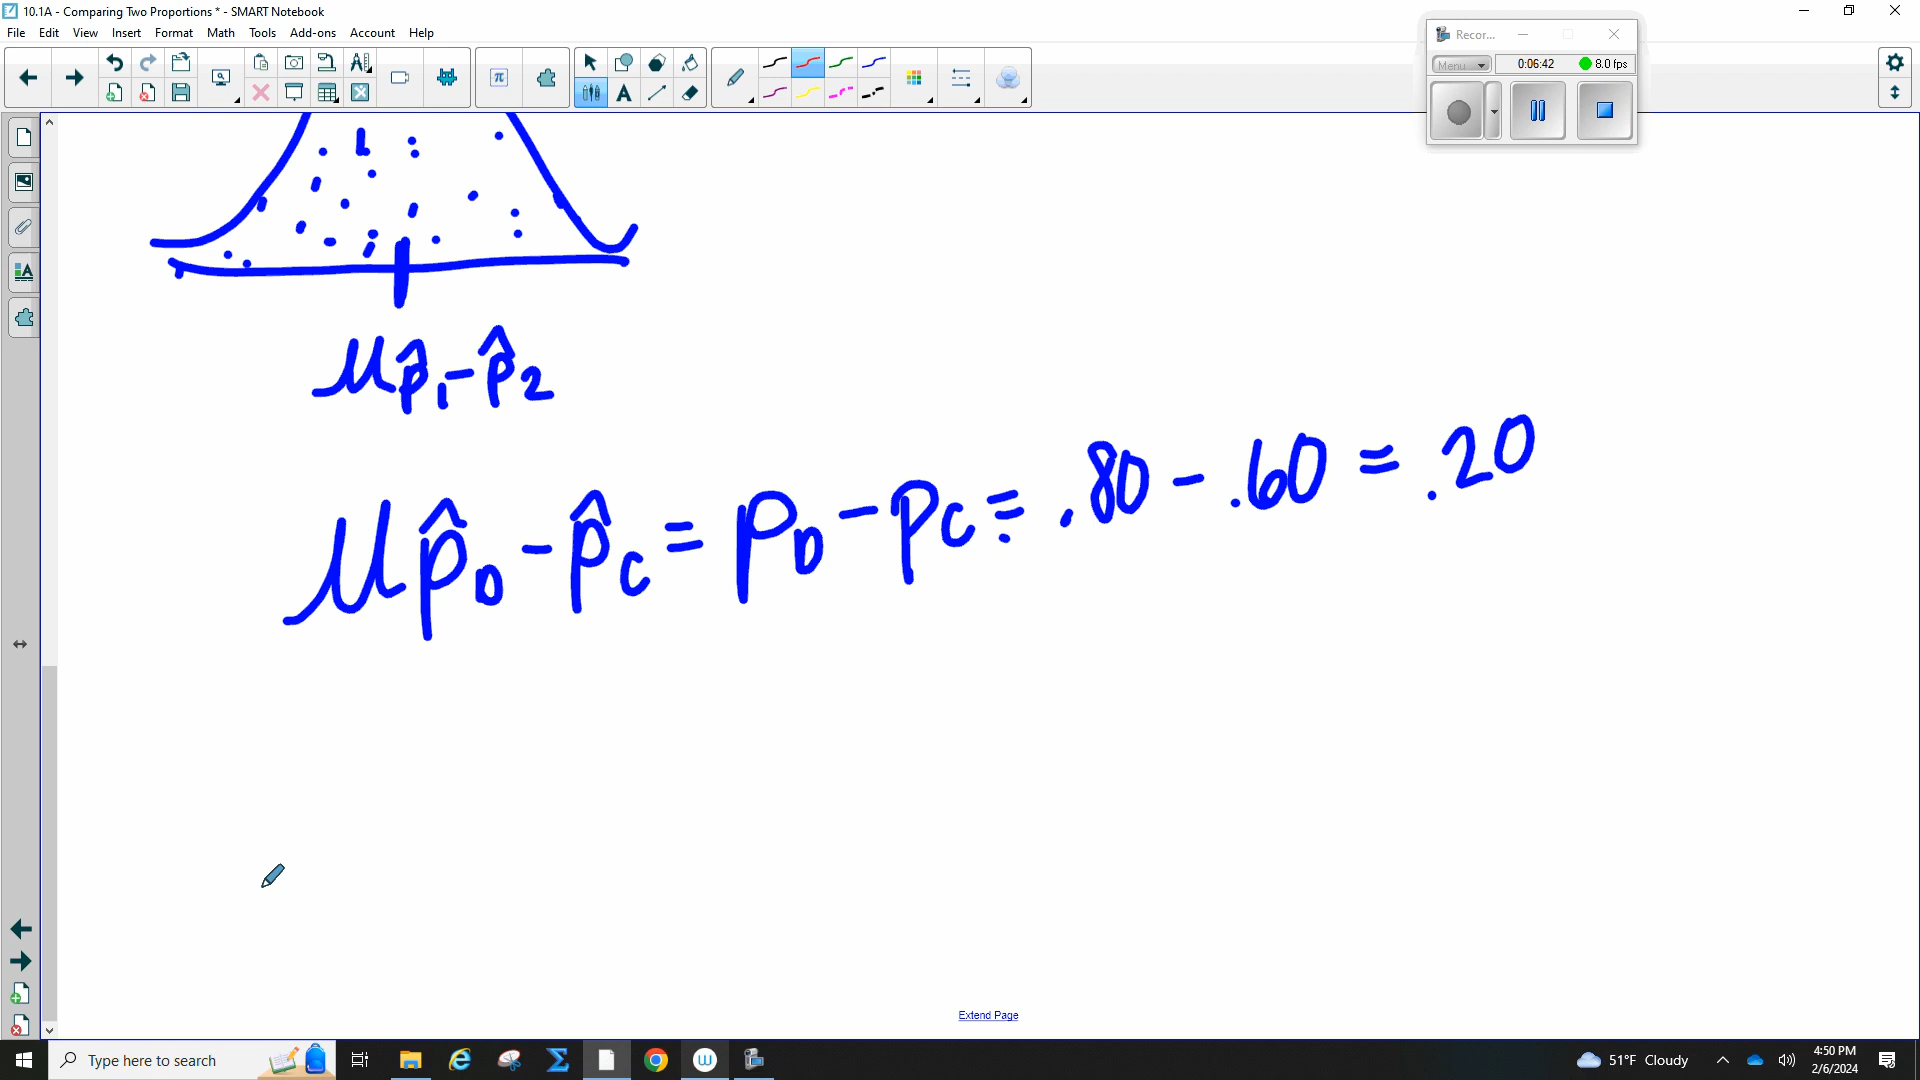 10.1A - Comparing Two Proportions * - SMART Notebook
File Edit View Insert Format Math Tools Add-ons Account Help
Recor...
Menu 0:06:42 8.0 fps
μp̂₁-p̂₂
μp̂D - p̂C = pD - pC = .80 - .60 = .20
Extend Page
Type here to search
51°F Cloudy
4:50 PM
2/6/2024